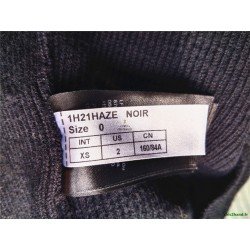 1H21HAZE NOIR
Size 0
INT US CN
XS 2 160/84A